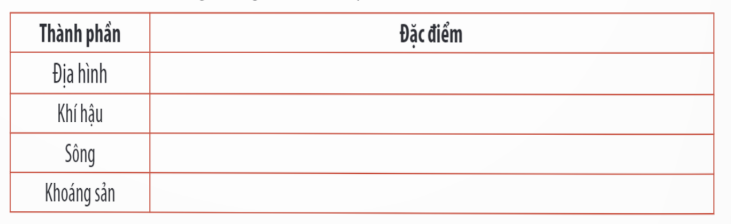 Thành phần Đặc điểm
Địa hình
Khí hậu
Sông
Khoáng sản